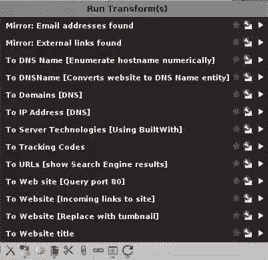 Run Transform(s)
Mirror: Email addresses found
Mirror: External links found
To DNS Name [Enumerate hostname numerically]
To DNSName [Converts website to DNS Name entity]
To Domains [DNS]
To IP Address [DNS]
To Server Technologies [Using BuiltWith]
To Tracking Codes
To URLs [show Search Engine results]
To Web site [Query port 80]
To Website [Incoming links to site]
To Website [Replace with tumbnail]
To Website title